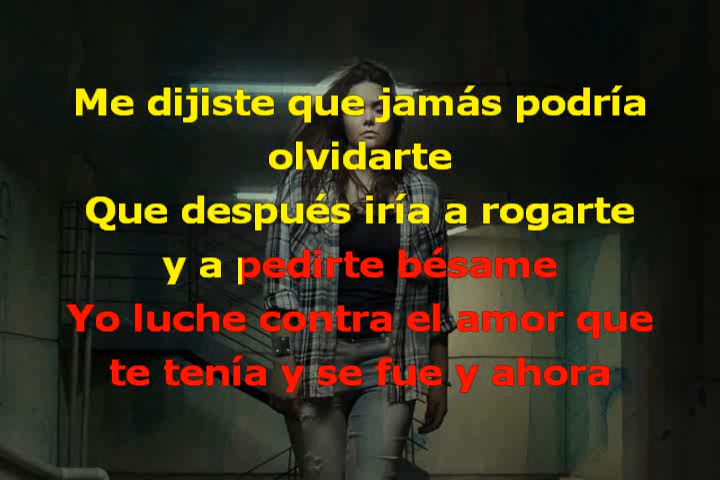 Me dijiste que jamás podría
olvidarte
Que después iría a rogarte
y a pedirte bésame
Yo luche contra el amor que
te tenía y se fue y ahora